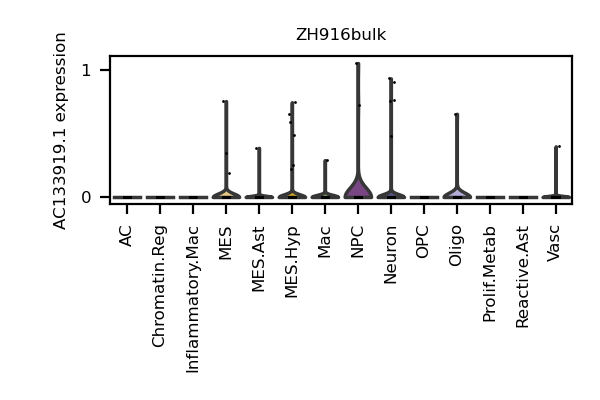 ZH916bulk
AC133919.1 expression
1
0
AC
Chromatin.Reg
Inflammatory.Mac
MES
MES.Ast
MES.Hyp
Mac
NPC
Neuron
OPC
Oligo
Prolif.Metab
Reactive.Ast
Vasc